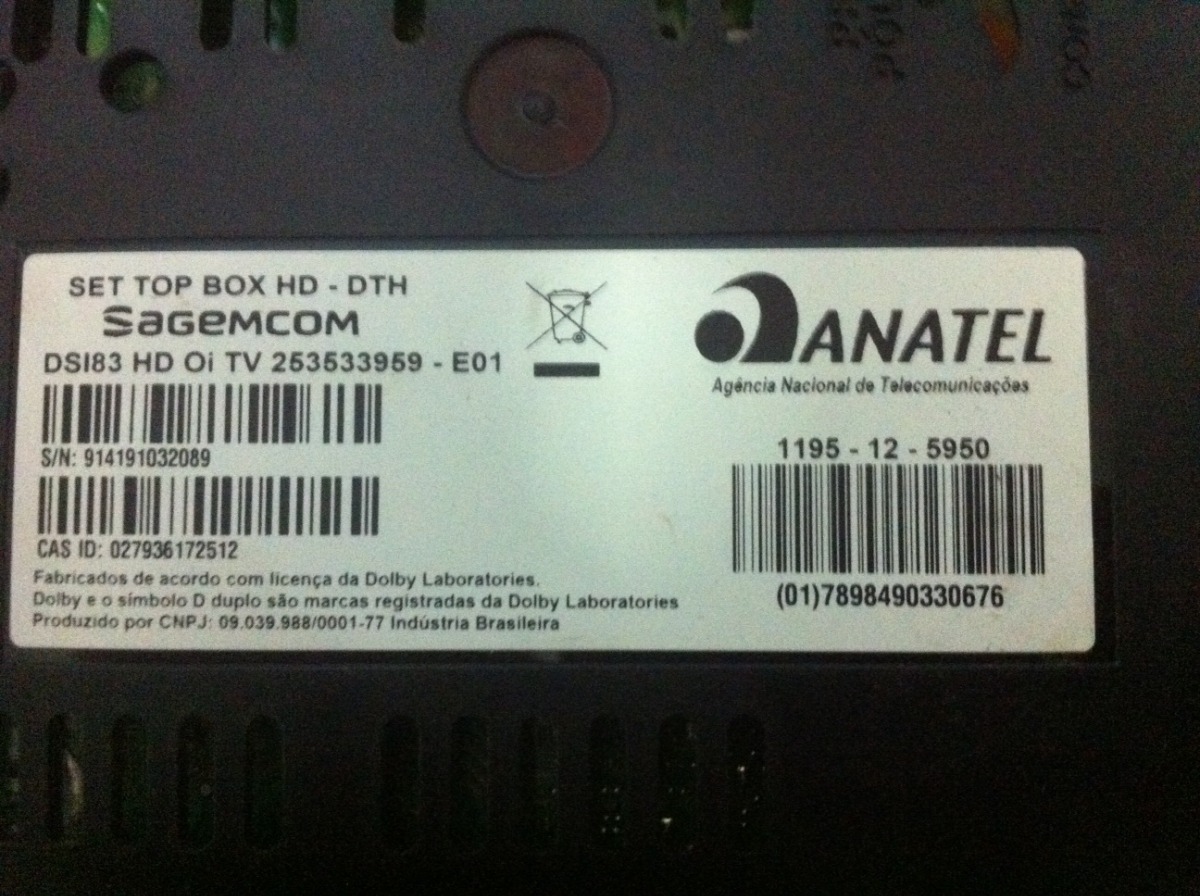 SET TOP BOX HD - DTH
Sagemcom
DSI83 HD Oi TV 253533959 - E01
S/N: 914191032089
CAS ID: 027936172512
Fabricados de acordo com licença da Dolby Laboratories.
Dolby e o símbolo D duplo são marcas registradas da Dolby Laboratories
Produzido por CNPJ: 09.039.988/0001-77 Indústria Brasileira
ANATEL
Agência Nacional de Telecomunicações
1195 - 12 - 5950
(01)7898490330676